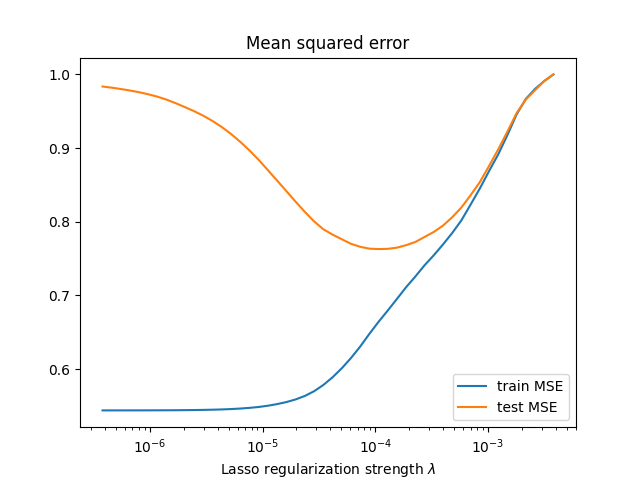 Mean squared error
1.0
0.9
0.8
0.7
0.6
train MSE
test MSE
10⁻⁶ 10⁻⁵ 10⁻⁴ 10⁻³
Lasso regularization strength λ